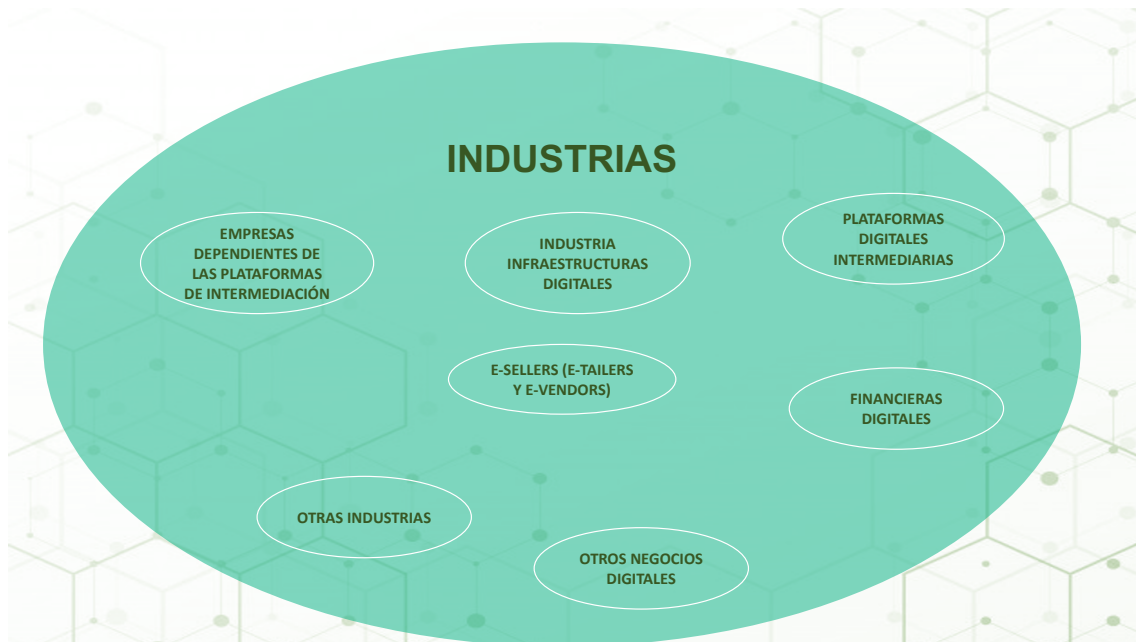 INDUSTRIAS
EMPRESAS
DEPENDIENTES DE
LAS PLATAFORMAS
DE INTERMEDIACIÓN
INDUSTRIA
INFRAESTRUCTURAS
DIGITALES
PLATAFORMAS
DIGITALES
INTERMEDIARIAS
E-SELLERS (E-TAILERS
Y E-VENDORS)
FINANCIERAS
DIGITALES
OTRAS INDUSTRIAS
OTROS NEGOCIOS
DIGITALES